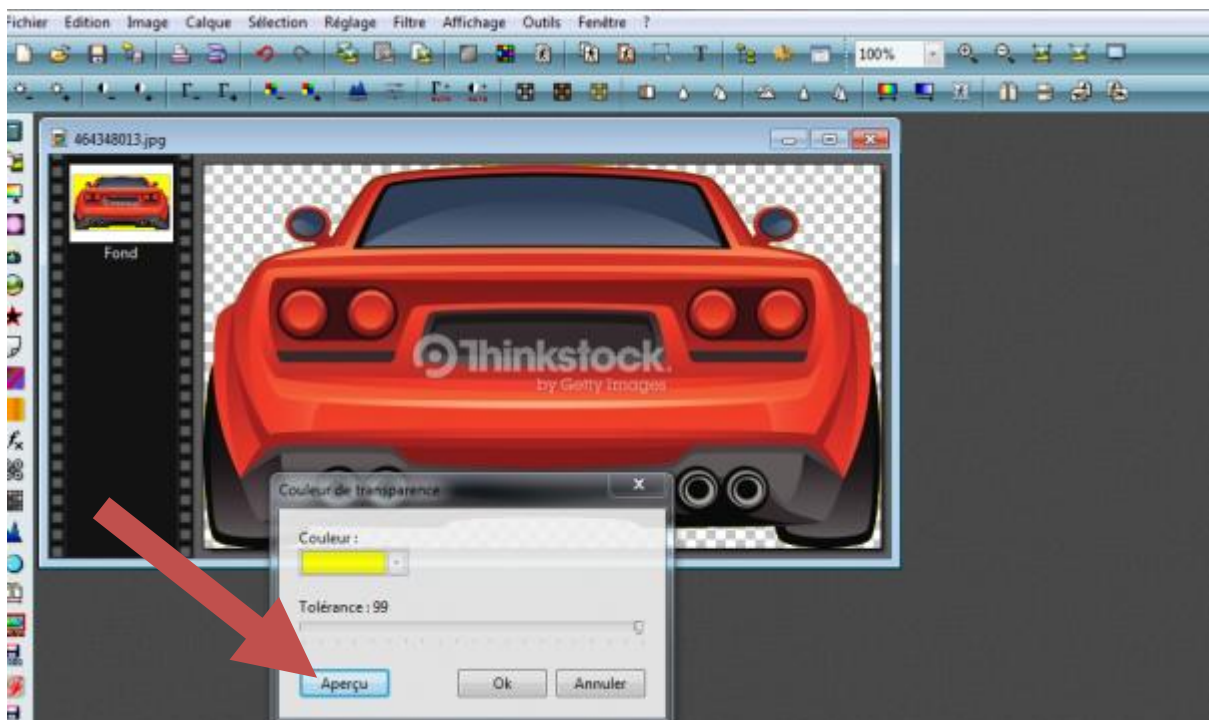 Fichier Edition Image Calque Sélection Réglage Filtre Affichage Outils Fenêtre ?
100%
464348013.jpg
Fond
Thinkstock.
by Getty Images
Couleur de transparence
Couleur :
Tolérance : 99
Aperçu Ok Annuler